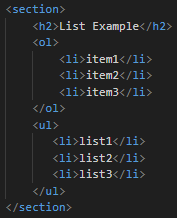 <section>
    <h2>List Example</h2>
    <ol>
        <li>item1</li>
        <li>item2</li>
        <li>item3</li>
    </ol>
    <ul>
        <li>list1</li>
        <li>list2</li>
        <li>list3</li>
    </ul>
</section>